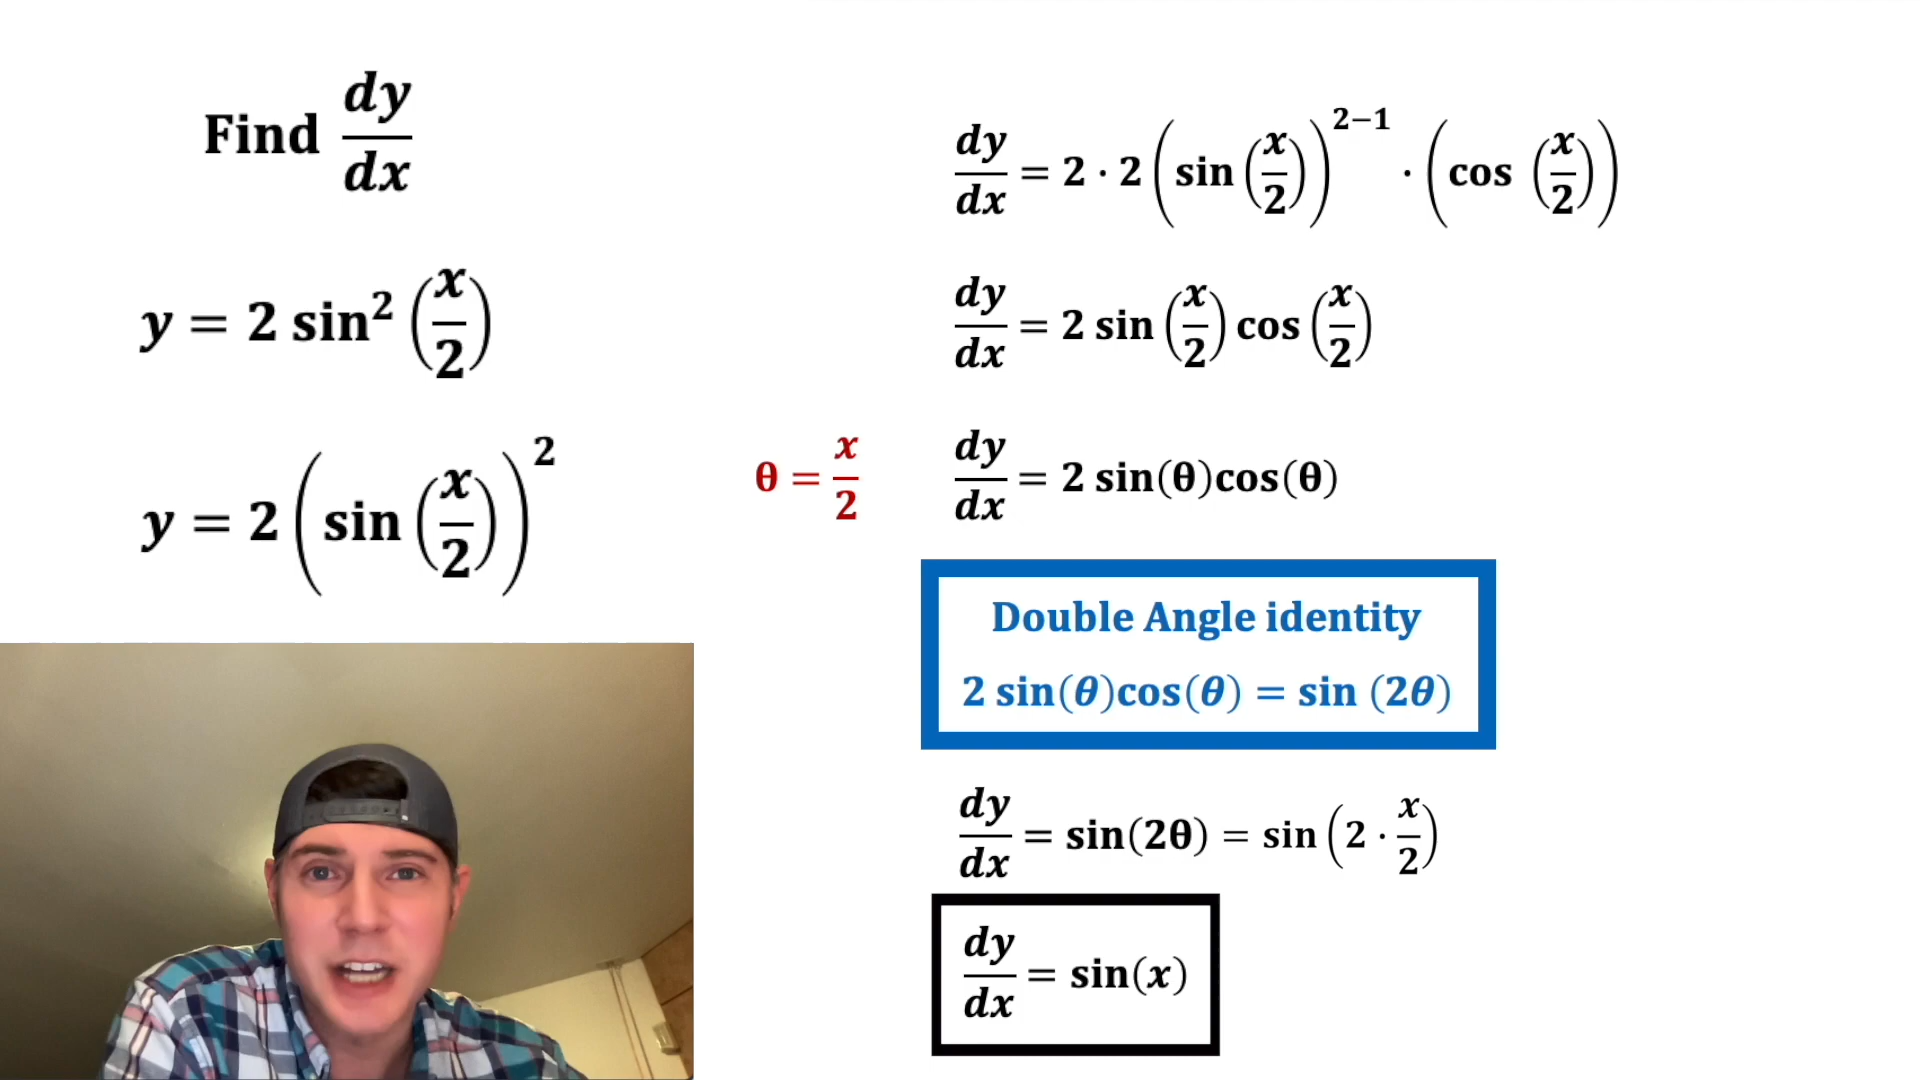 Find dy/dx
y = 2 sin² (x/2)
y = 2 (sin (x/2))²
dy/dx = 2 · 2 (sin (x/2))²⁻¹ · (cos (x/2))
dy/dx = 2 sin (x/2) cos (x/2)
θ = x/2
dy/dx = 2 sin(θ)cos(θ)
Double Angle identity
2 sin(θ)cos(θ) = sin (2θ)
dy/dx = sin(2θ) = sin (2 · x/2)
dy/dx = sin(x)